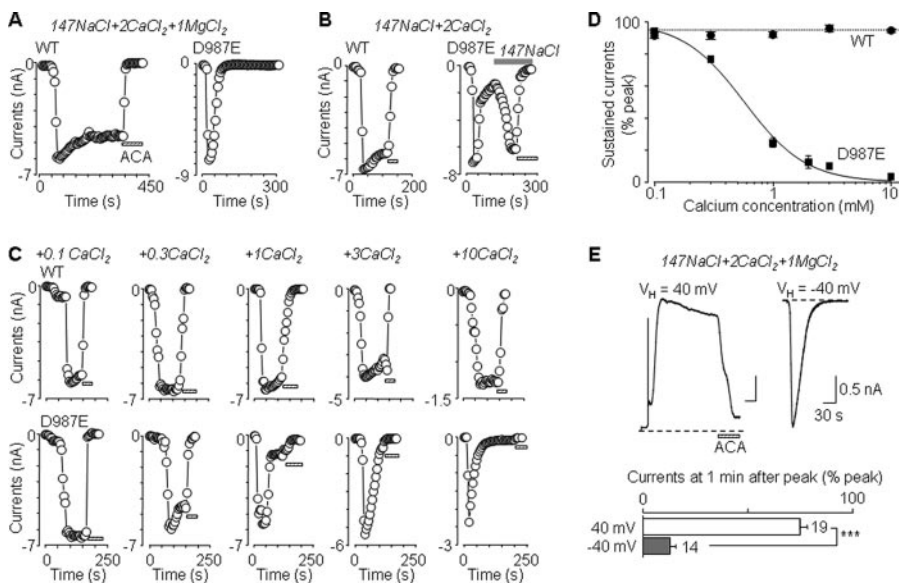 A
147NaCl+2CaCl2+1MgCl2
WT
D987E
0
0
Currents (nA)
-7
-9
ACA
0 450
0 300
Time (s)
Time (s)
B
147NaCl+2CaCl2
WT
D987E
147NaCl
0
0
Currents (nA)
-7
-8
0 200
0 300
Time (s)
Time (s)
C
+0.1 CaCl2
+0.3CaCl2
+1CaCl2
+3CaCl2
+10CaCl2
WT
0
0
0
0
0
Currents (nA)
-7
-7
-7
-5
-1.5
D987E
0
0
0
0
0
Currents (nA)
-7
-7
-7
-6
-3
0 250
0 250
0 250
0 250
0 250
Time (s)
Time (s)
Time (s)
Time (s)
Time (s)
D
100
Sustained currents
(% peak)
0
WT
D987E
0.1 1 10
Calcium concentration (mM)
E
147NaCl+2CaCl2+1MgCl2
VH = 40 mV
VH = -40 mV
ACA
0.5 nA
30 s
Currents at 1 min after peak (% peak)
0 100
40 mV
19
-40 mV
14
***